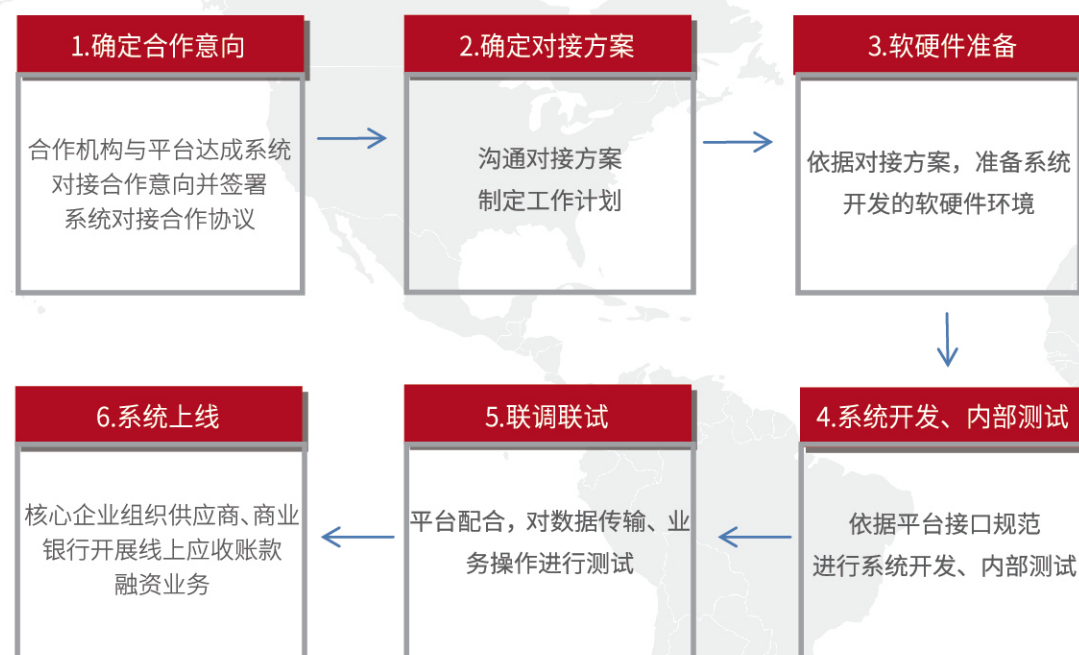 1.确定合作意向
合作机构与平台达成系统
对接合作意向并签署
系统对接合作协议
2.确定对接方案
沟通对接方案
制定工作计划
3.软硬件准备
依据对接方案，准备系统
开发的软硬件环境
4.系统开发、内部测试
依据平台接口规范
进行系统开发、内部测试
5.联调联试
平台配合，对数据传输、业
务操作进行测试
6.系统上线
核心企业组织供应商、商业
银行开展线上应收账款
融资业务